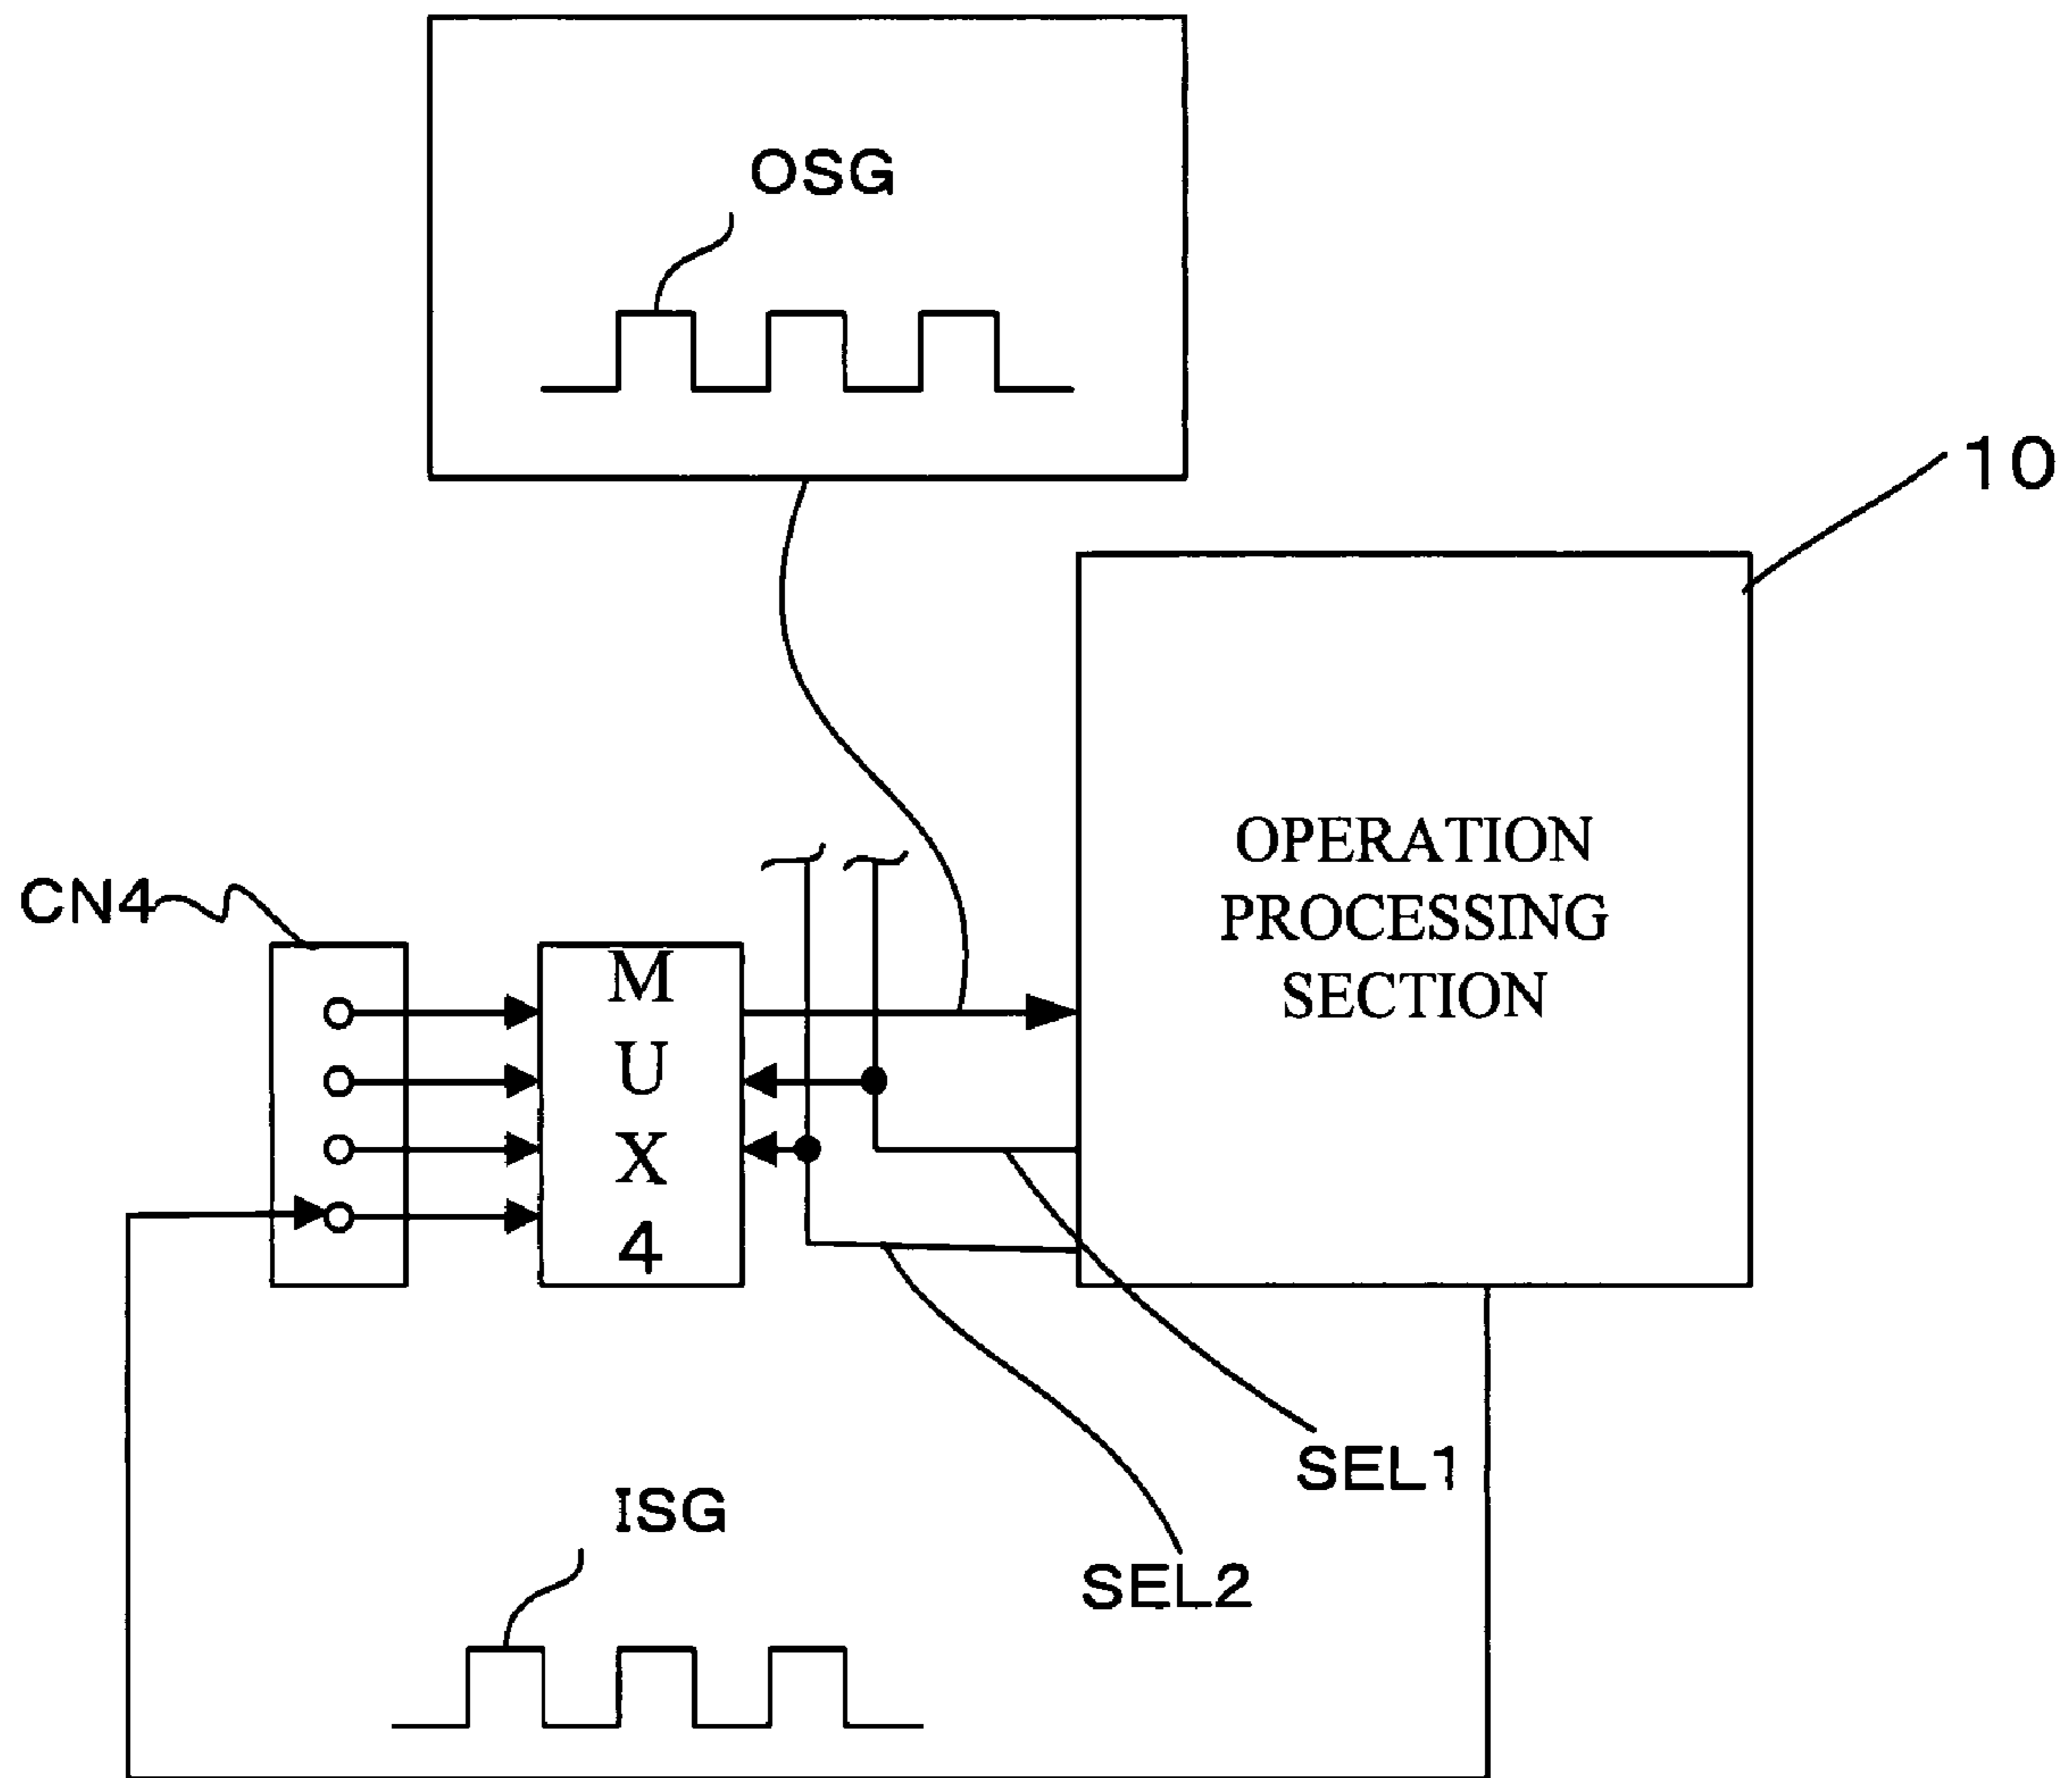 OSG
10
OPERATION
PROCESSING
SECTION
CN4
M
U
X
4
SEL1
ISG
SEL2